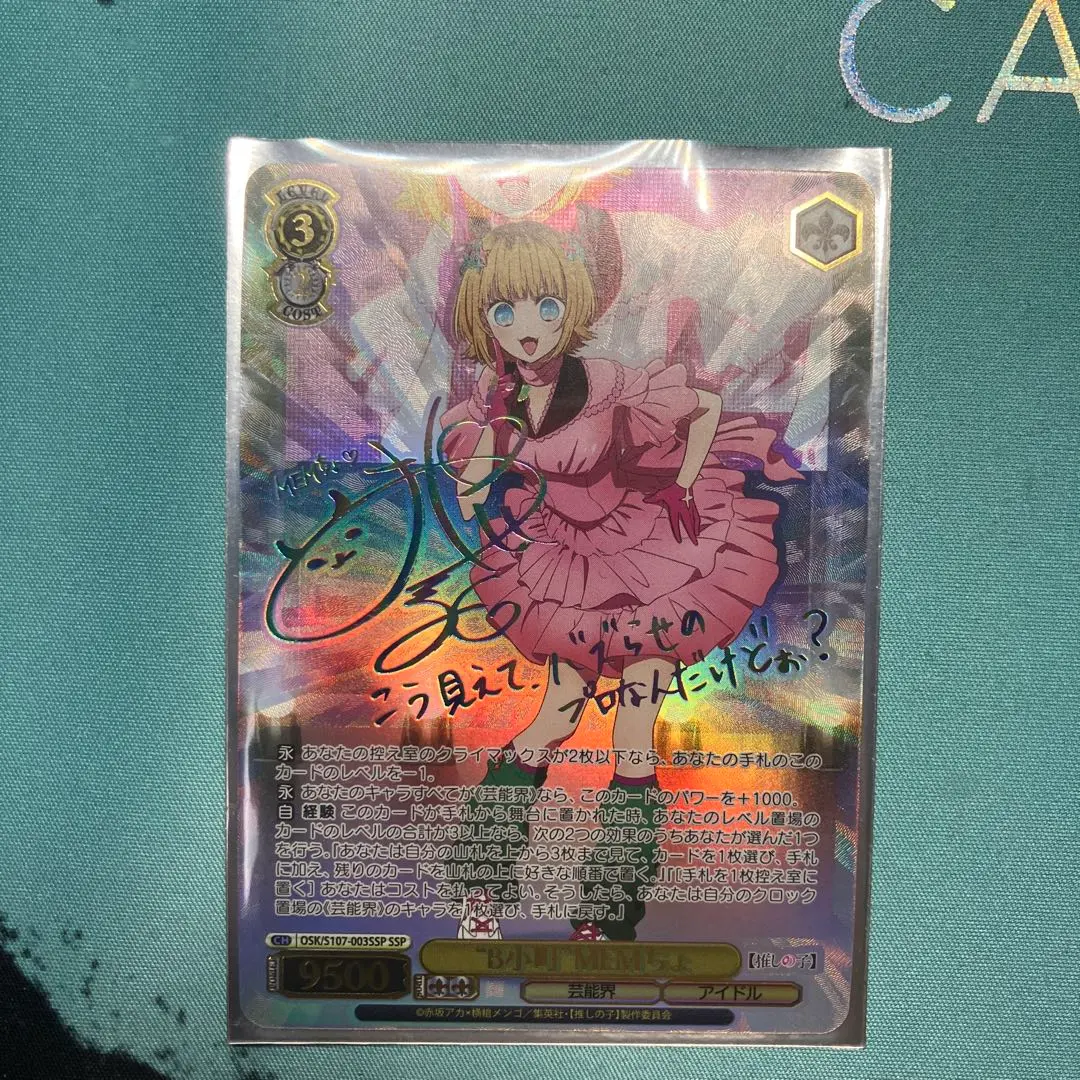 CA
LEVEL
3
COST
MEMちょ♡
こう見えて、バズらせの
プロなんだけどぉ?
永 あなたの控え室のクライマックスが2枚以下なら、あなたの手札のこの
カードのレベルを-1。
永 あなたのキャラすべてが《芸能界》なら、このカードのパワーを+1000。
自 経験 このカードが手札から舞台に置かれた時、あなたのレベル置場の
カードのレベルの合計が3以上なら、次の2つの効果のうちあなたが選んだ1つ
を行う。「あなたは自分の山札を上から3枚まで見て、カードを1枚選び、手札
に加え、残りのカードを山札の上に好きな順番で置く。」「[手札を1枚控え室に
置く] あなたはコストを払ってよい。そうしたら、あなたは自分のクロック
置場の《芸能界》のキャラを1枚選び、手札に戻す。」
CH OSK/S107-003SSP SSP
"B小町"MEMちょ
【推しの子】
POWER 9500 SOUL
芸能界 アイドル
©赤坂アカ×横槍メンゴ/集英社・【推しの子】製作委員会